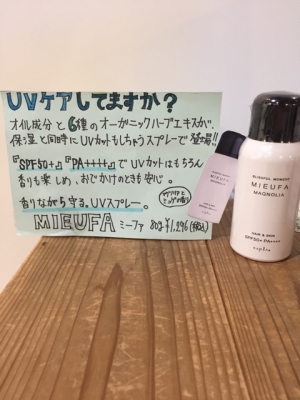 UVケアしてますか?
オイル成分と6種のオーガニックハーブエキスが、
保湿と同時にUVカットもしちゃうスプレーで登場!!
『SPF50+』『PA++++』でUVカットはもちろん
香りも楽しめ、おでかけのときも安心。
香りながら守る、UVスプレー。
MIEUFA ミーファ 80g ¥1,296(税込)
BLISSFUL MOMENT
MIEUFA
MAGNOLIA
HAIR & SKIN
SPF50+ PA++++
MIEUFA
MAGNOLIA